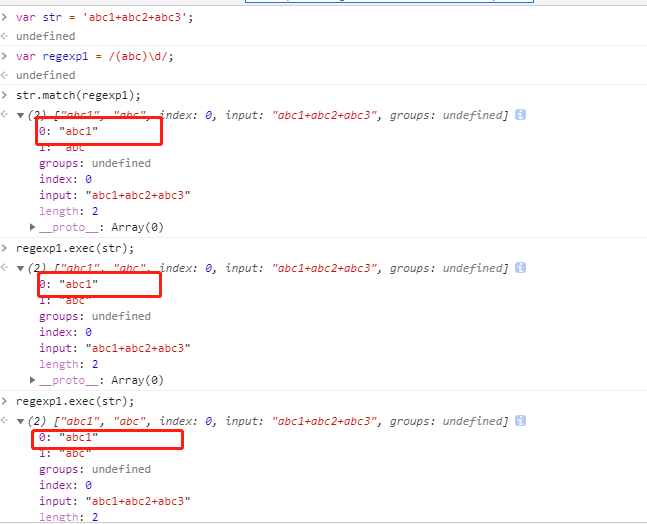 > var str = 'abc1+abc2+abc3';
undefined
> var regexp1 = /(abc)\d/;
undefined
> str.match(regexp1);
(2) ["abc1", "abc", index: 0, input: "abc1+abc2+abc3", groups: undefined]
0: "abc1"
1: "abc"
groups: undefined
index: 0
input: "abc1+abc2+abc3"
length: 2
__proto__: Array(0)
> regexp1.exec(str);
(2) ["abc1", "abc", index: 0, input: "abc1+abc2+abc3", groups: undefined]
0: "abc1"
1: "abc"
groups: undefined
index: 0
input: "abc1+abc2+abc3"
length: 2
__proto__: Array(0)
> regexp1.exec(str);
(2) ["abc1", "abc", index: 0, input: "abc1+abc2+abc3", groups: undefined]
0: "abc1"
1: "abc"
groups: undefined
index: 0
input: "abc1+abc2+abc3"
length: 2